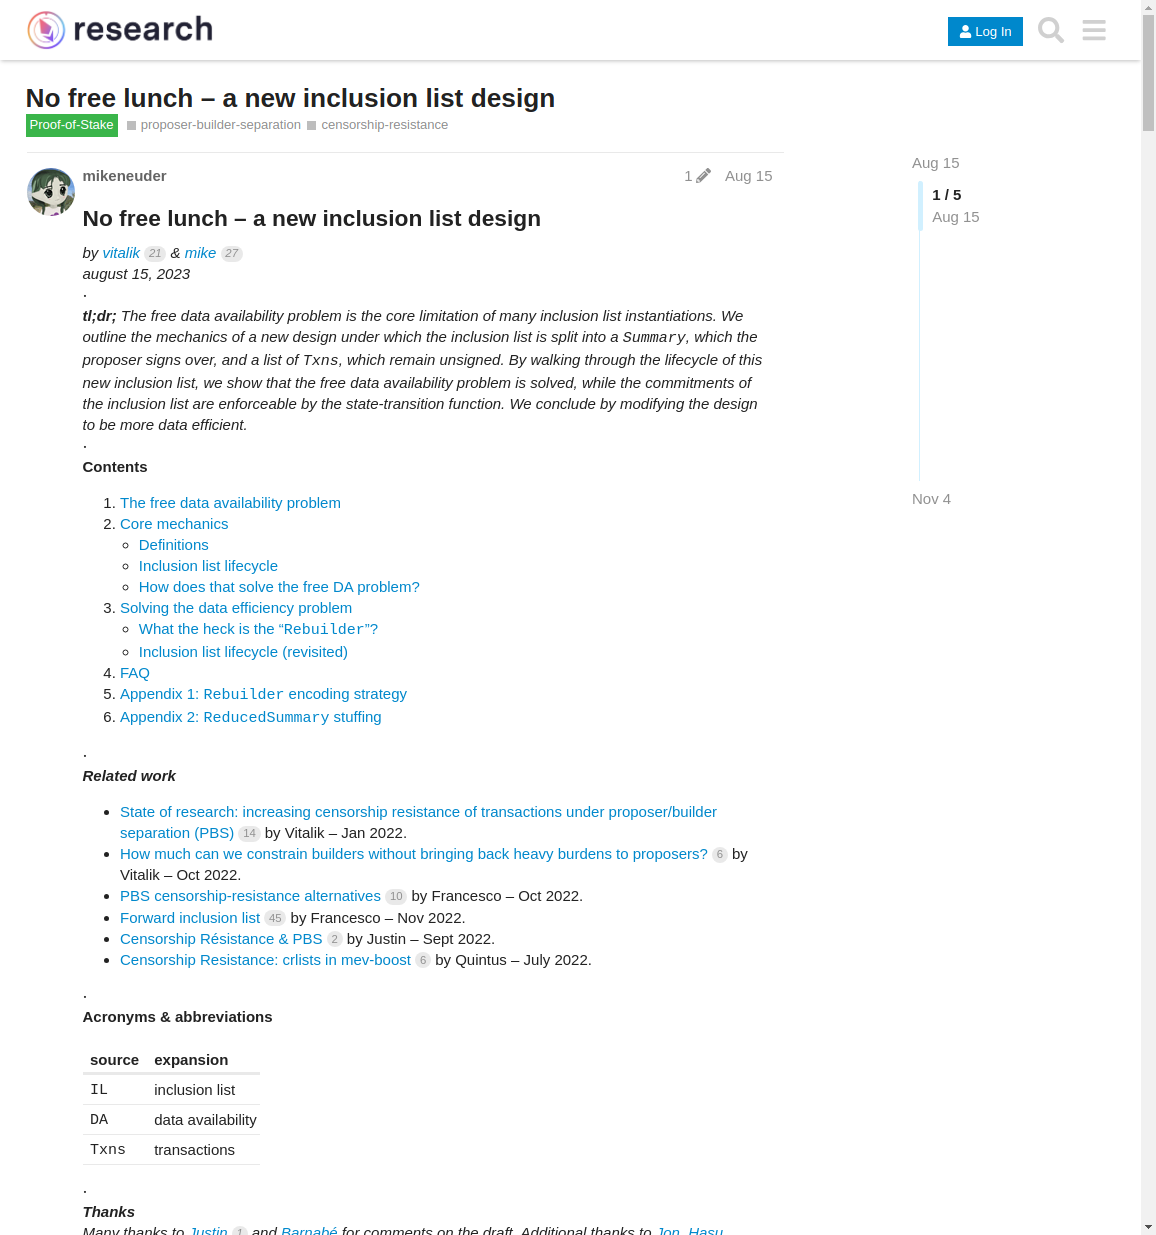 research
Log In
No free lunch – a new inclusion list design
Proof-of-Stake proposer-builder-separation censorship-resistance
mikeneuder 1 Aug 15
No free lunch – a new inclusion list design
by vitalik 21 & mike 27
august 15, 2023
.
tl;dr; The free data availability problem is the core limitation of many inclusion list instantiations. We
outline the mechanics of a new design under which the inclusion list is split into a Summary, which the
proposer signs over, and a list of Txns, which remain unsigned. By walking through the lifecycle of this
new inclusion list, we show that the free data availability problem is solved, while the commitments of
the inclusion list are enforceable by the state-transition function. We conclude by modifying the design
to be more data efficient.
.
Contents
1. The free data availability problem
2. Core mechanics
◦ Definitions
◦ Inclusion list lifecycle
◦ How does that solve the free DA problem?
3. Solving the data efficiency problem
◦ What the heck is the “Rebuilder”?
◦ Inclusion list lifecycle (revisited)
4. FAQ
5. Appendix 1: Rebuilder encoding strategy
6. Appendix 2: ReducedSummary stuffing
.
Related work
• State of research: increasing censorship resistance of transactions under proposer/builder
separation (PBS) 14 by Vitalik – Jan 2022.
• How much can we constrain builders without bringing back heavy burdens to proposers? 6 by
Vitalik – Oct 2022.
• PBS censorship-resistance alternatives 10 by Francesco – Oct 2022.
• Forward inclusion list 45 by Francesco – Nov 2022.
• Censorship Résistance & PBS 2 by Justin – Sept 2022.
• Censorship Resistance: crlists in mev-boost 6 by Quintus – July 2022.
.
Acronyms & abbreviations
source expansion
IL inclusion list
DA data availability
Txns transactions
.
Thanks
Many thanks to Justin 1 and Barnabé for comments on the draft. Additional thanks to Jon, Hasu,
Aug 15
1 / 5
Aug 15
Nov 4